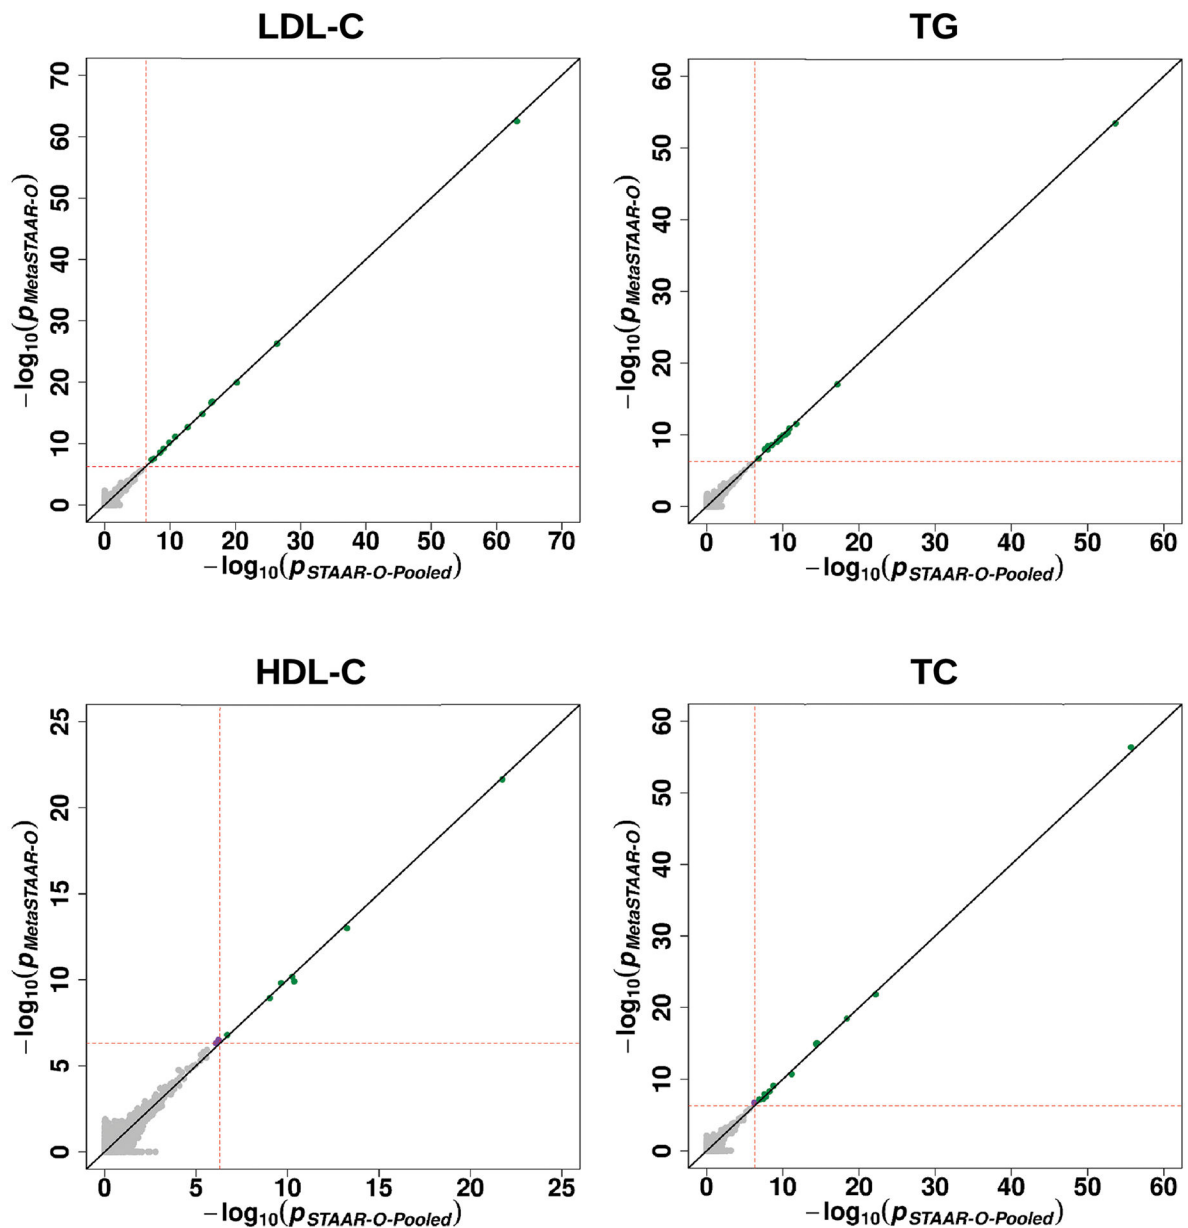 LDL-C
70
60
50
40
30
20
10
0
−log10(pMetaSTAAR-O)
0 10 20 30 40 50 60 70
−log10(pSTAAR-O-Pooled)
TG
60
50
40
30
20
10
0
−log10(pMetaSTAAR-O)
0 10 20 30 40 50 60
−log10(pSTAAR-O-Pooled)
HDL-C
25
20
15
10
5
0
−log10(pMetaSTAAR-O)
0 5 10 15 20 25
−log10(pSTAAR-O-Pooled)
TC
60
50
40
30
20
10
0
−log10(pMetaSTAAR-O)
0 10 20 30 40 50 60
−log10(pSTAAR-O-Pooled)